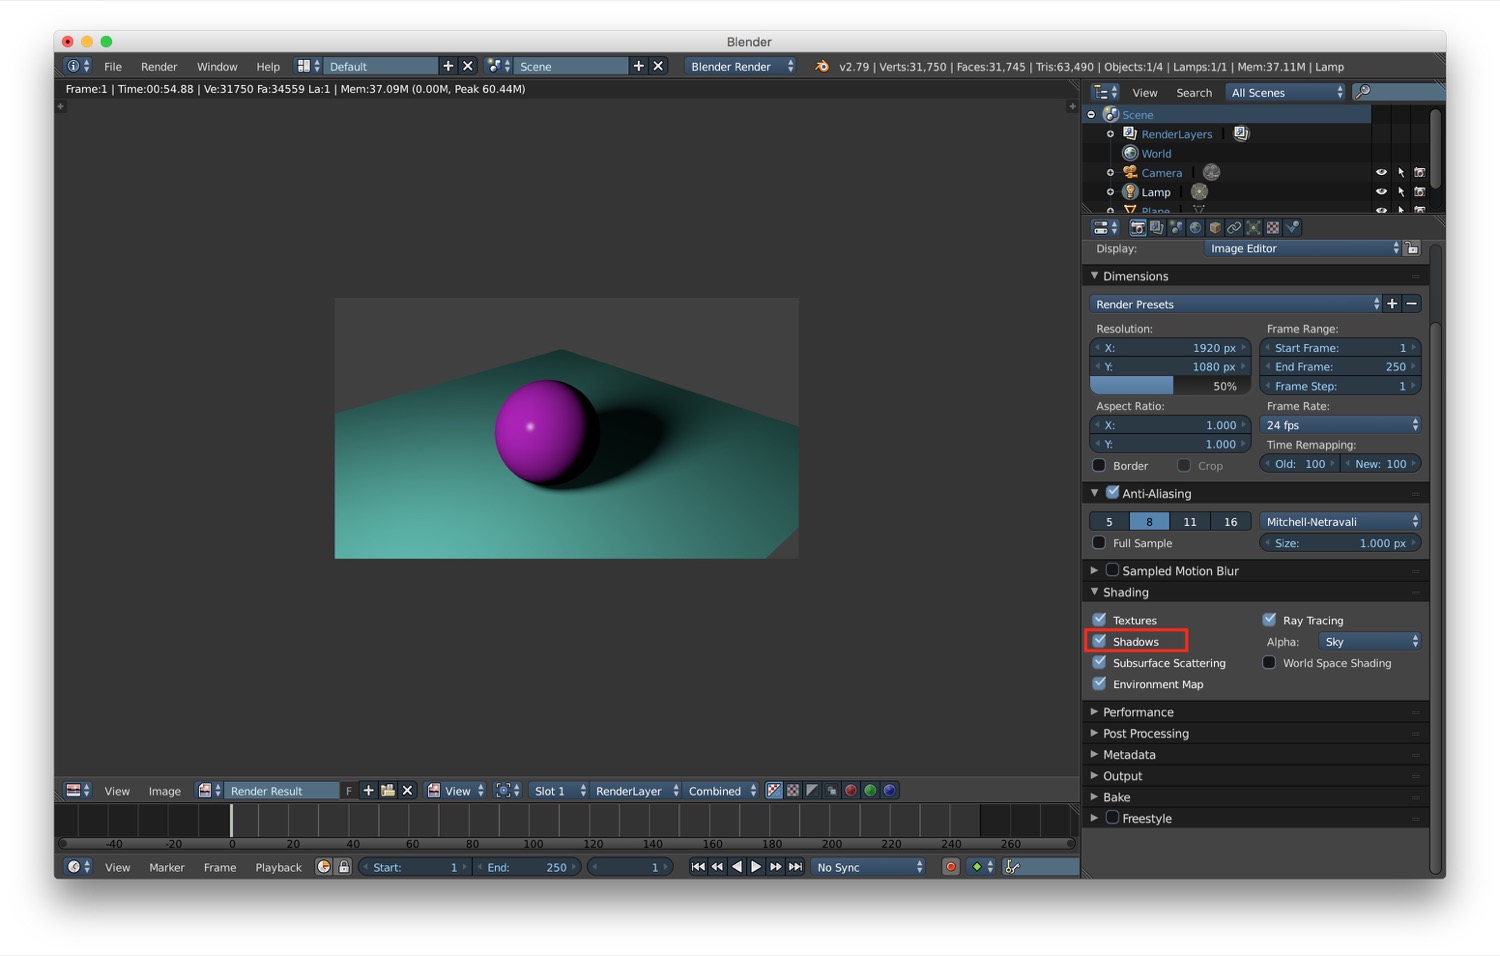 Blender
File Render Window Help Default Scene Blender Render v2.79 | Verts:31,750 | Faces:31,745 | Tris:63,490 | Objects:1/4 | Lamps:1/1 | Mem:37.11M | Lamp
Frame:1 | Time:00:54.88 | Ve:31750 Fa:34559 La:1 | Mem:37.09M (0.00M, Peak 60.44M)
View Search All Scenes
Scene
RenderLayers
World
Camera
Lamp
Plane
Display: Image Editor
Dimensions
Render Presets
Resolution: Frame Range:
X: 1920 px Start Frame: 1
Y: 1080 px End Frame: 250
50% Frame Step: 1
Aspect Ratio: Frame Rate:
X: 1.000 24 fps
Y: 1.000 Time Remapping:
Border Crop Old: 100 New: 100
Anti-Aliasing
5 8 11 16 Mitchell-Netravali
Full Sample Size: 1.000 px
Sampled Motion Blur
Shading
Textures Ray Tracing
Shadows Alpha: Sky
Subsurface Scattering World Space Shading
Environment Map
Performance
Post Processing
Metadata
Output
Bake
Freestyle
View Image Render Result F View Slot 1 RenderLayer Combined
-40 -20 0 20 40 60 80 100 120 140 160 180 200 220 240 260
View Marker Frame Playback Start: 1 End: 250 1 No Sync